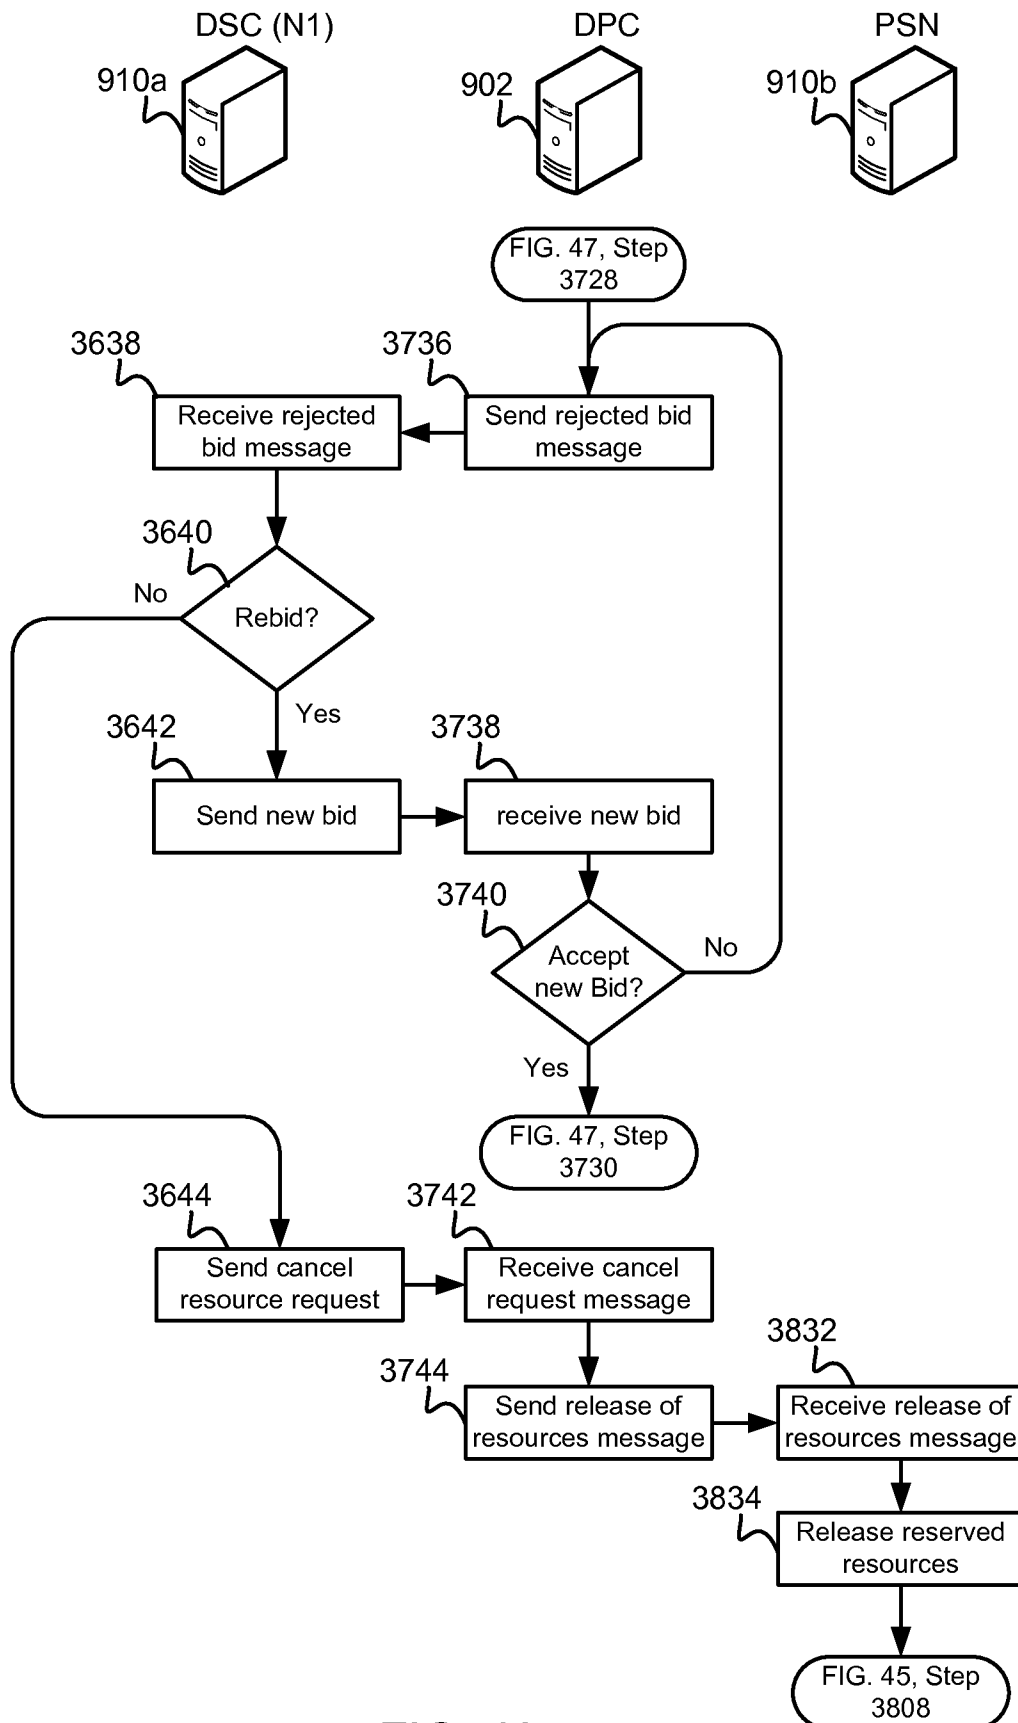 DSC (N1)
DPC
PSN
910a
902
910b
FIG. 47, Step
3728
3638
3736
Receive rejected
bid message
Send rejected bid
message
3640
No
Rebid?
Yes
3642
3738
Send new bid
receive new bid
3740
Accept
new Bid?
No
Yes
FIG. 47, Step
3730
3644
3742
Send cancel
resource request
Receive cancel
request message
3832
3744
Send release of
resources message
Receive release of
resources message
3834
Release reserved
resources
FIG. 45, Step
3808